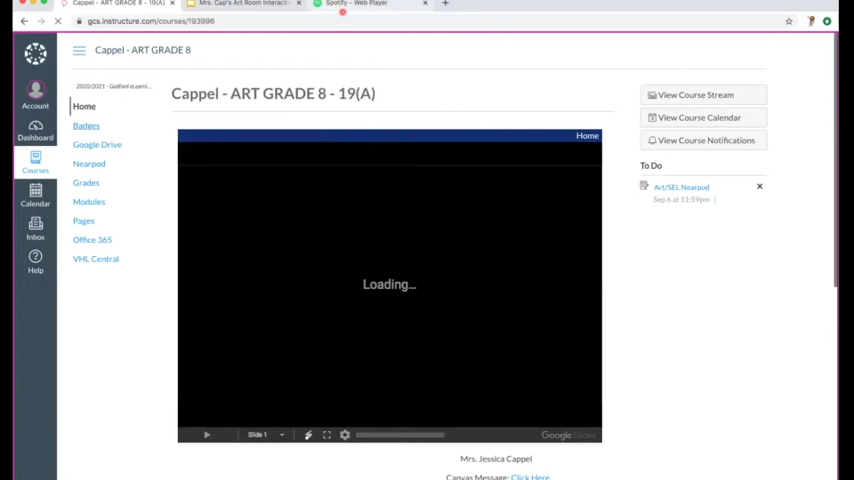 Cappel - ART GRADE 8 - 19(A)
Mrs. Cap's Art Room Interacti
Spotify – Web Player
gcs.instructure.com/courses/193996
Cappel - ART GRADE 8
Account
Dashboard
Courses
Calendar
Inbox
Help
2020/2021 - Guilford eLearni...
Home
Badges
Google Drive
Nearpod
Grades
Modules
Pages
Office 365
VHL Central
Cappel - ART GRADE 8 - 19(A)
Home
Loading...
Slide 1
Google Slides
Mrs. Jessica Cappel
Canvas Message: Click Here
View Course Stream
View Course Calendar
View Course Notifications
To Do
Art/SEL Nearpod
Sep 6 at 11:59pm |